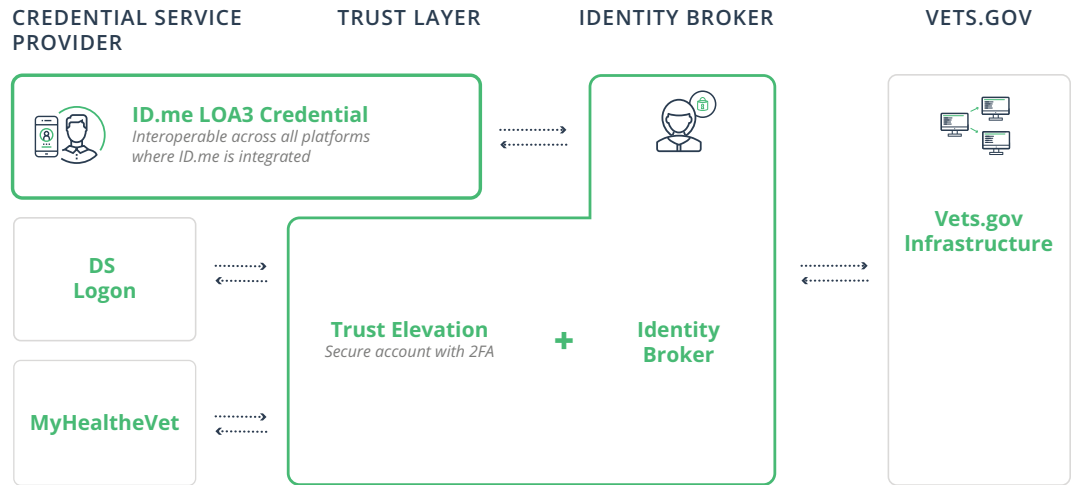 CREDENTIAL SERVICE
PROVIDER
TRUST LAYER
IDENTITY BROKER
VETS.GOV
ID.me LOA3 Credential
Interoperable across all platforms
where ID.me is integrated
DS
Logon
MyHealtheVet
Trust Elevation
Secure account with 2FA
+
Identity
Broker
Vets.gov
Infrastructure